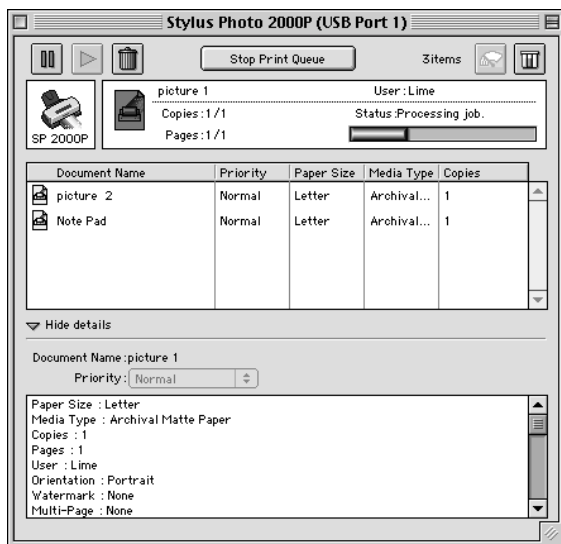 Stylus Photo 2000P (USB Port 1)
Stop Print Queue
3items
SP 2000P
picture 1 User:Lime
Copies:1/1 Status:Processing job.
Pages:1/1
Document Name Priority Paper Size Media Type Copies
picture 2 Normal Letter Archival... 1
Note Pad Normal Letter Archival... 1
Hide details
Document Name:picture 1
Priority: Normal
Paper Size : Letter
Media Type : Archival Matte Paper
Copies : 1
Pages : 1
User : Lime
Orientation : Portrait
Watermark : None
Multi-Page : None